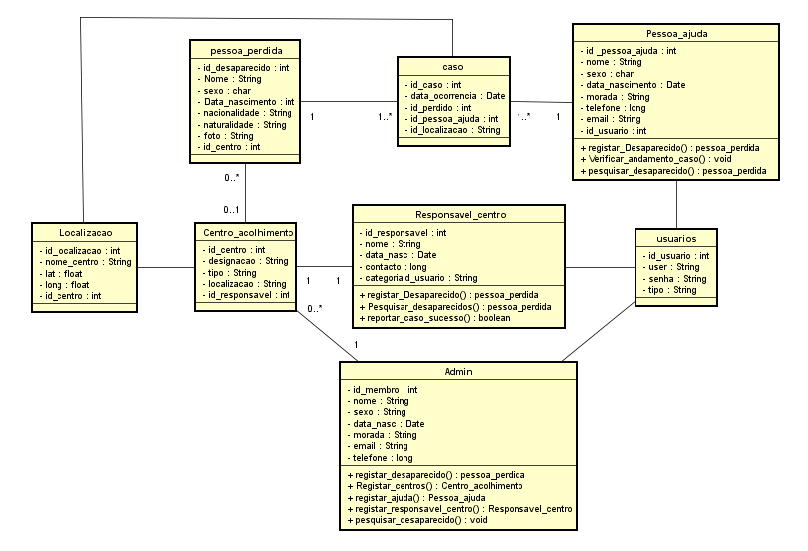 pessoa_perdida
- id_desaparecido : int
- Nome : String
- sexo : char
- Data_nascimento : int
- nacionalidade : String
- naturalidade : String
- foto : String
- id_centro : int
caso
- id_caso : int
- data_ocorrencia : Date
- id_perdido : int
- id_pessoa_ajuda : int
- id_localizacao : String
Pessoa_ajuda
- id _pessoa_ajuda : int
- nome : String
- sexo : char
- data_nascimento : Date
- morada : String
- telefone : long
- email : String
- id_usuario : int
+ registar_Desaparecido() : pessoa_perdida
+ Verificar_andamento_caso() : void
+ pesquisar_desaparecido() : pessoa_perdida
1
1..*
1..*
1
0..*
0..1
Localizacao
- id_ocalizacao : int
- nome_centro : String
- lat : float
- long : float
- id_centro : int
Centro_acolhimento
- id_centro : int
- designacao : String
- tipo : String
- localizacao : String
- id_responsavel : int
Responsavel_centro
- id_responsavel : int
- nome : String
- data_nasc : Date
- contacto : long
- categoriad_usuario : String
+ registar_Desaparecido() : pessoa_perdida
+ Pesquisar_desaparecidos() : pessoa_perdida
+ reportar_caso_sucesso() : boolean
usuarios
- id_usuario : int
- user : String
- senha : String
- tipo : String
1
1
0..*
1
Admin
- id_membro : int
- nome : String
- sexo : String
- data_nasc : Date
- morada : String
- email : String
- telefone : long
+ registar_desaparecido() : pessoa_perdica
+ Registar_centros() : Centro_acolhimento
+ registar_ajuda() : Pessoa_ajuda
+ registar_responsavel_centro() : Responsavel_centro
+ pesquisar_cesaparecido() : void